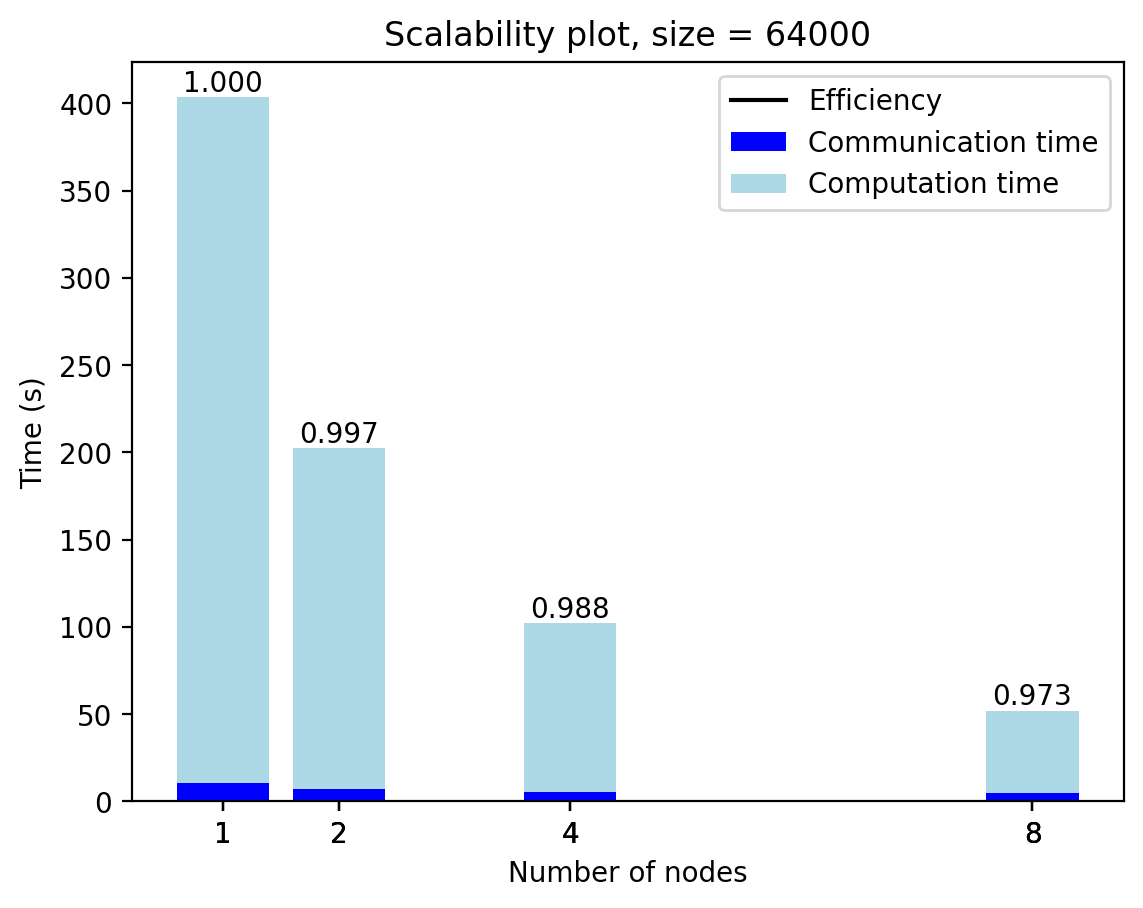 Scalability plot, size = 64000
Efficiency
Communication time
Computation time
1.000
0.997
0.988
0.973
Time (s)
400
350
300
250
200
150
100
50
0
1
2
4
8
Number of nodes